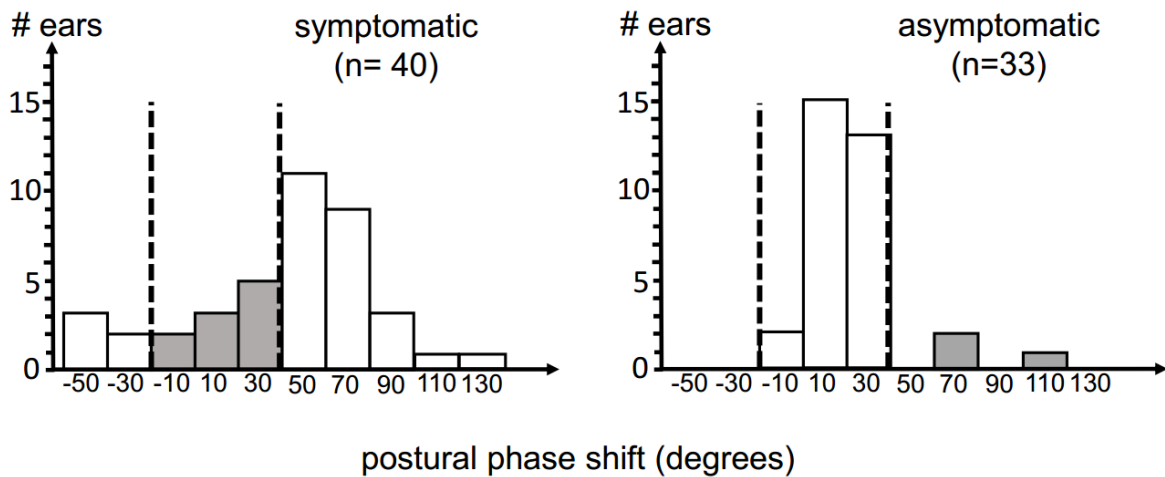 # ears
symptomatic
(n= 40)
15
10
5
0
-50 -30 -10 10 30 50 70 90 110 130
# ears
asymptomatic
(n=33)
15
10
5
0
-50 -30 -10 10 30 50 70 90 110 130
postural phase shift (degrees)